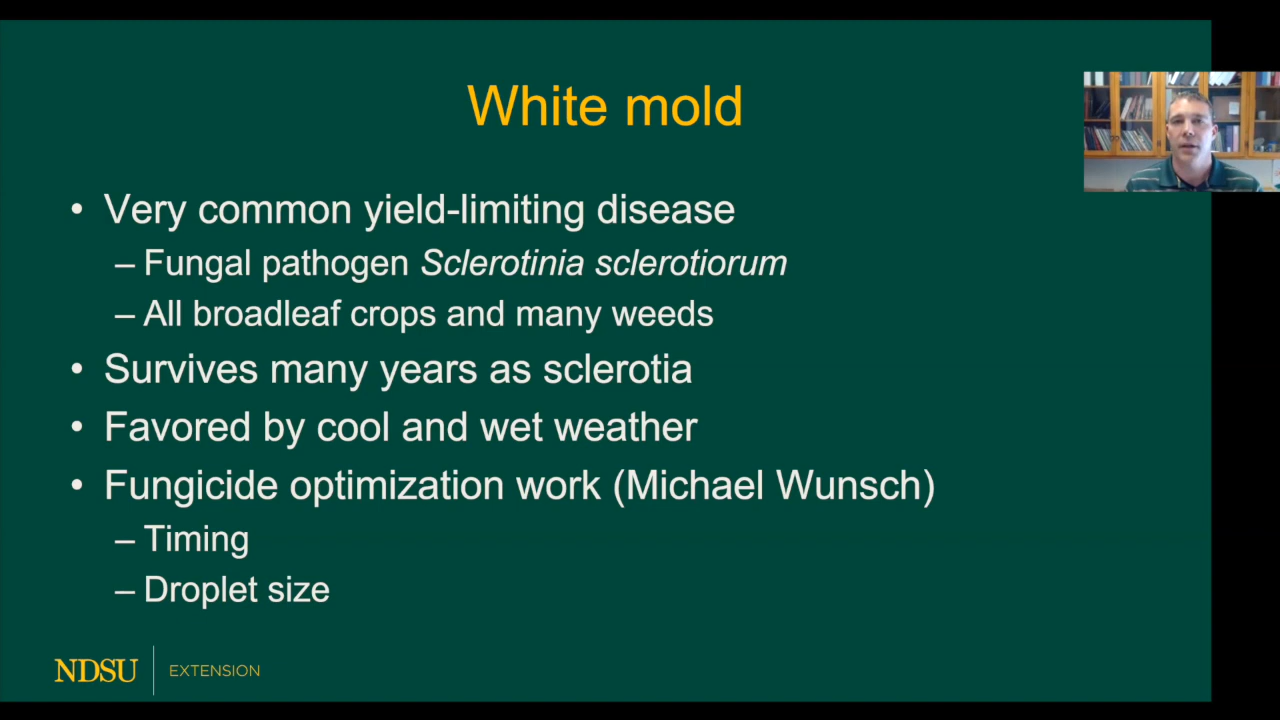 White mold
• Very common yield-limiting disease
– Fungal pathogen Sclerotinia sclerotiorum
– All broadleaf crops and many weeds
• Survives many years as sclerotia
• Favored by cool and wet weather
• Fungicide optimization work (Michael Wunsch)
– Timing
– Droplet size
NDSU EXTENSION